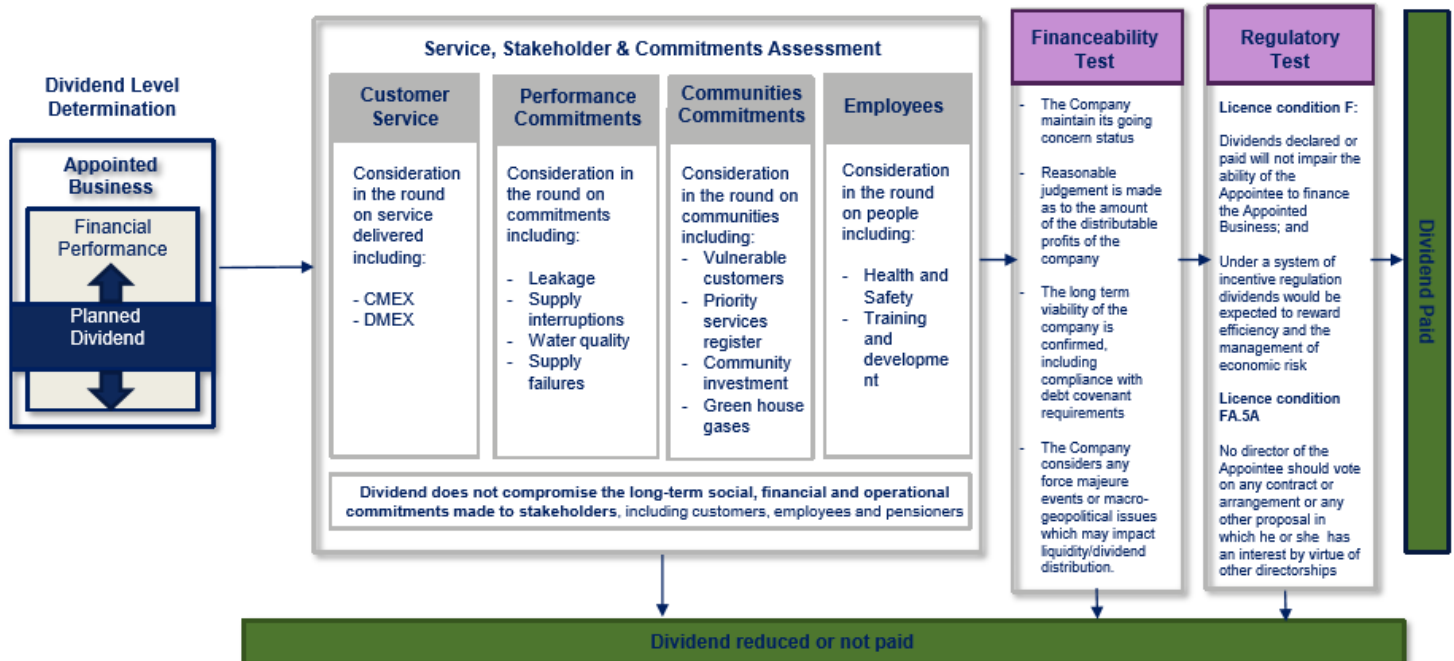 Dividend Level
Determination
Appointed
Business
Financial
Performance
Planned
Dividend
Service, Stakeholder & Commitments Assessment
Customer
Service
Consideration
in the round
on service
delivered
including:
- CMEX
- DMEX
Performance
Commitments
Consideration in
the round on
commitments
including:
- Leakage
- Supply
interruptions
- Water quality
- Supply
failures
Communities
Commitments
Consideration
in the round on
communities
including:
- Vulnerable
customers
- Priority
services
register
- Community
investment
- Green house
gases
Employees
Consideration
in the round
on people
including:
- Health and
Safety
- Training
and
developme
nt
Dividend does not compromise the long-term social, financial and operational
commitments made to stakeholders, including customers, employees and pensioners
Financeability
Test
- The Company
maintain its going
concern status
- Reasonable
judgement is made
as to the amount
of the distributable
profits of the
company
- The long term
viability of the
company is
confirmed,
including
compliance with
debt covenant
requirements
- The Company
considers any
force majeure
events or macro-
geopolitical issues
which may impact
liquidity/dividend
distribution.
Regulatory
Test
Licence condition F:
Dividends declared or
paid will not impair the
ability of the
Appointee to finance
the Appointed
Business; and
Under a system of
incentive regulation
dividends would be
expected to reward
efficiency and the
management of
economic risk
Licence condition
FA.5A
No director of the
Appointee should vote
on any contract or
arrangement or any
other proposal in
which he or she has
an interest by virtue of
other directorships
Dividend Paid
Dividend reduced or not paid